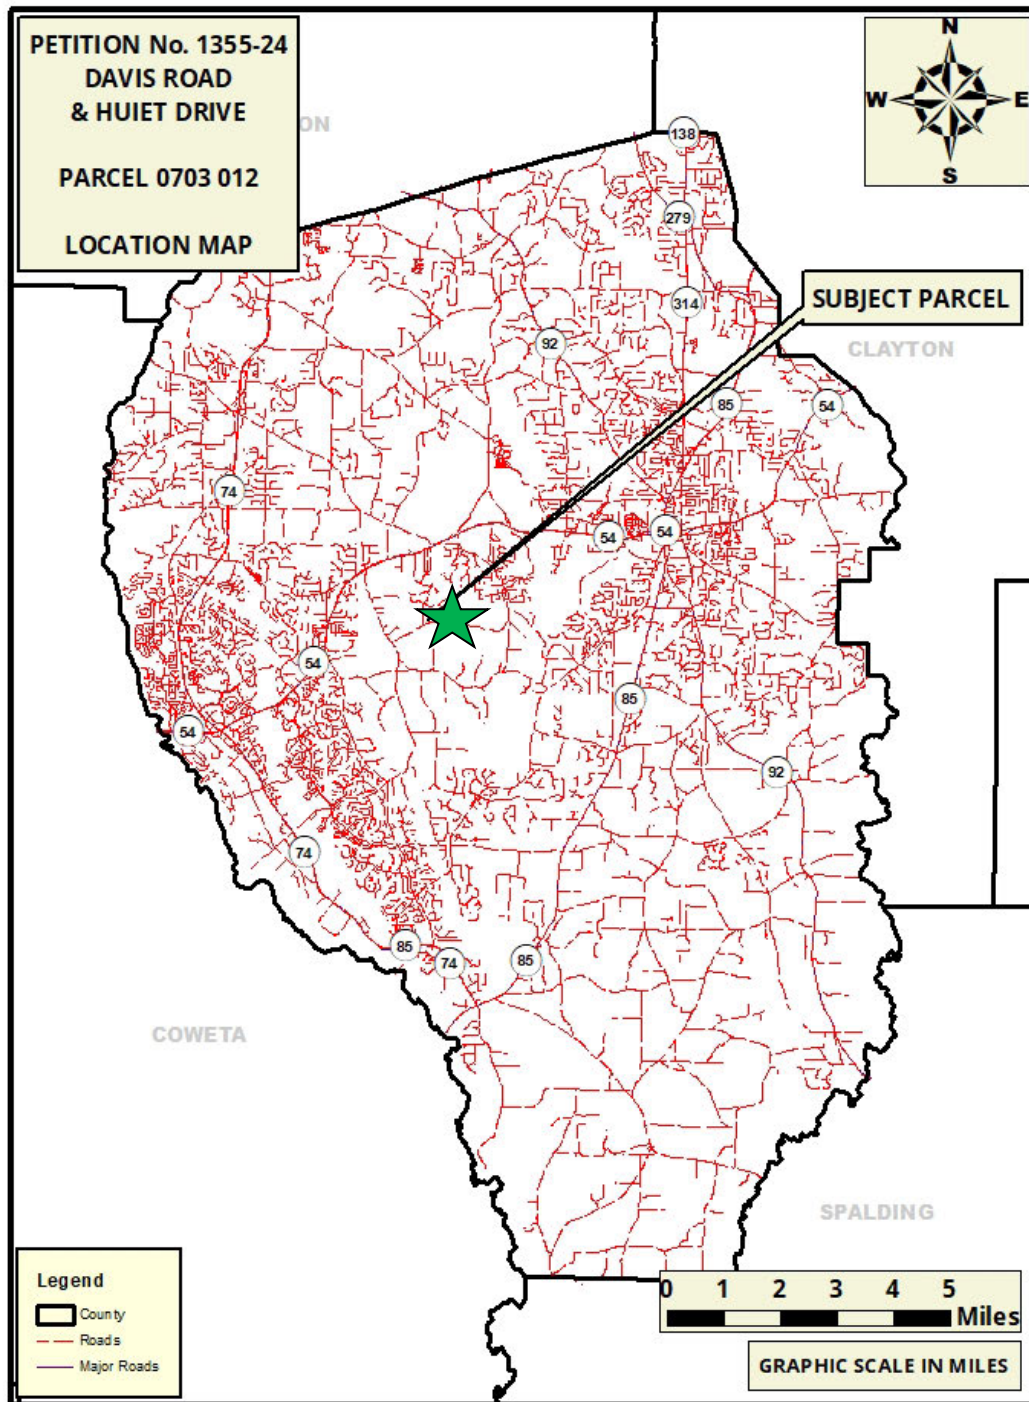 PETITION No. 1355-24
DAVIS ROAD
& HUIET DRIVE
PARCEL 0703 012
LOCATION MAP
ON
N
W
E
S
138
279
314
SUBJECT PARCEL
CLAYTON
92
85
54
74
54
54
54
85
54
92
74
85
74
85
COWETA
SPALDING
Legend
County
Roads
Major Roads
0 1 2 3 4 5
Miles
GRAPHIC SCALE IN MILES